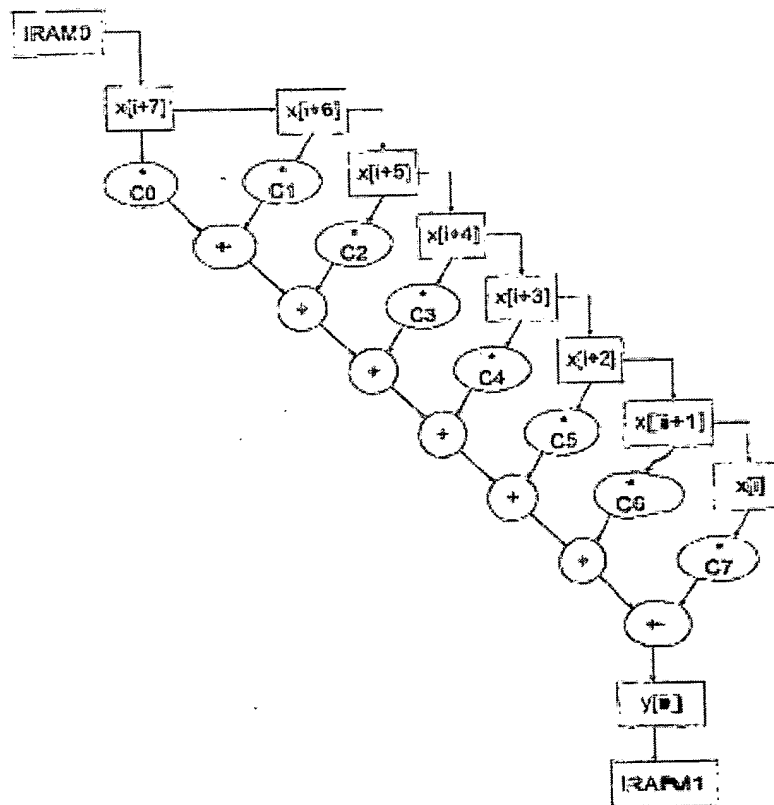 IRAM0
x[i+7]
x[i+6]
*
C0
*
C1
x[i+5]
+
*
C2
x[i+4]
+
*
C3
x[i+3]
+
*
C4
x[i+2]
+
*
C5
x[i+1]
+
*
C6
x[i]
+
*
C7
+
y[i]
IRAM1